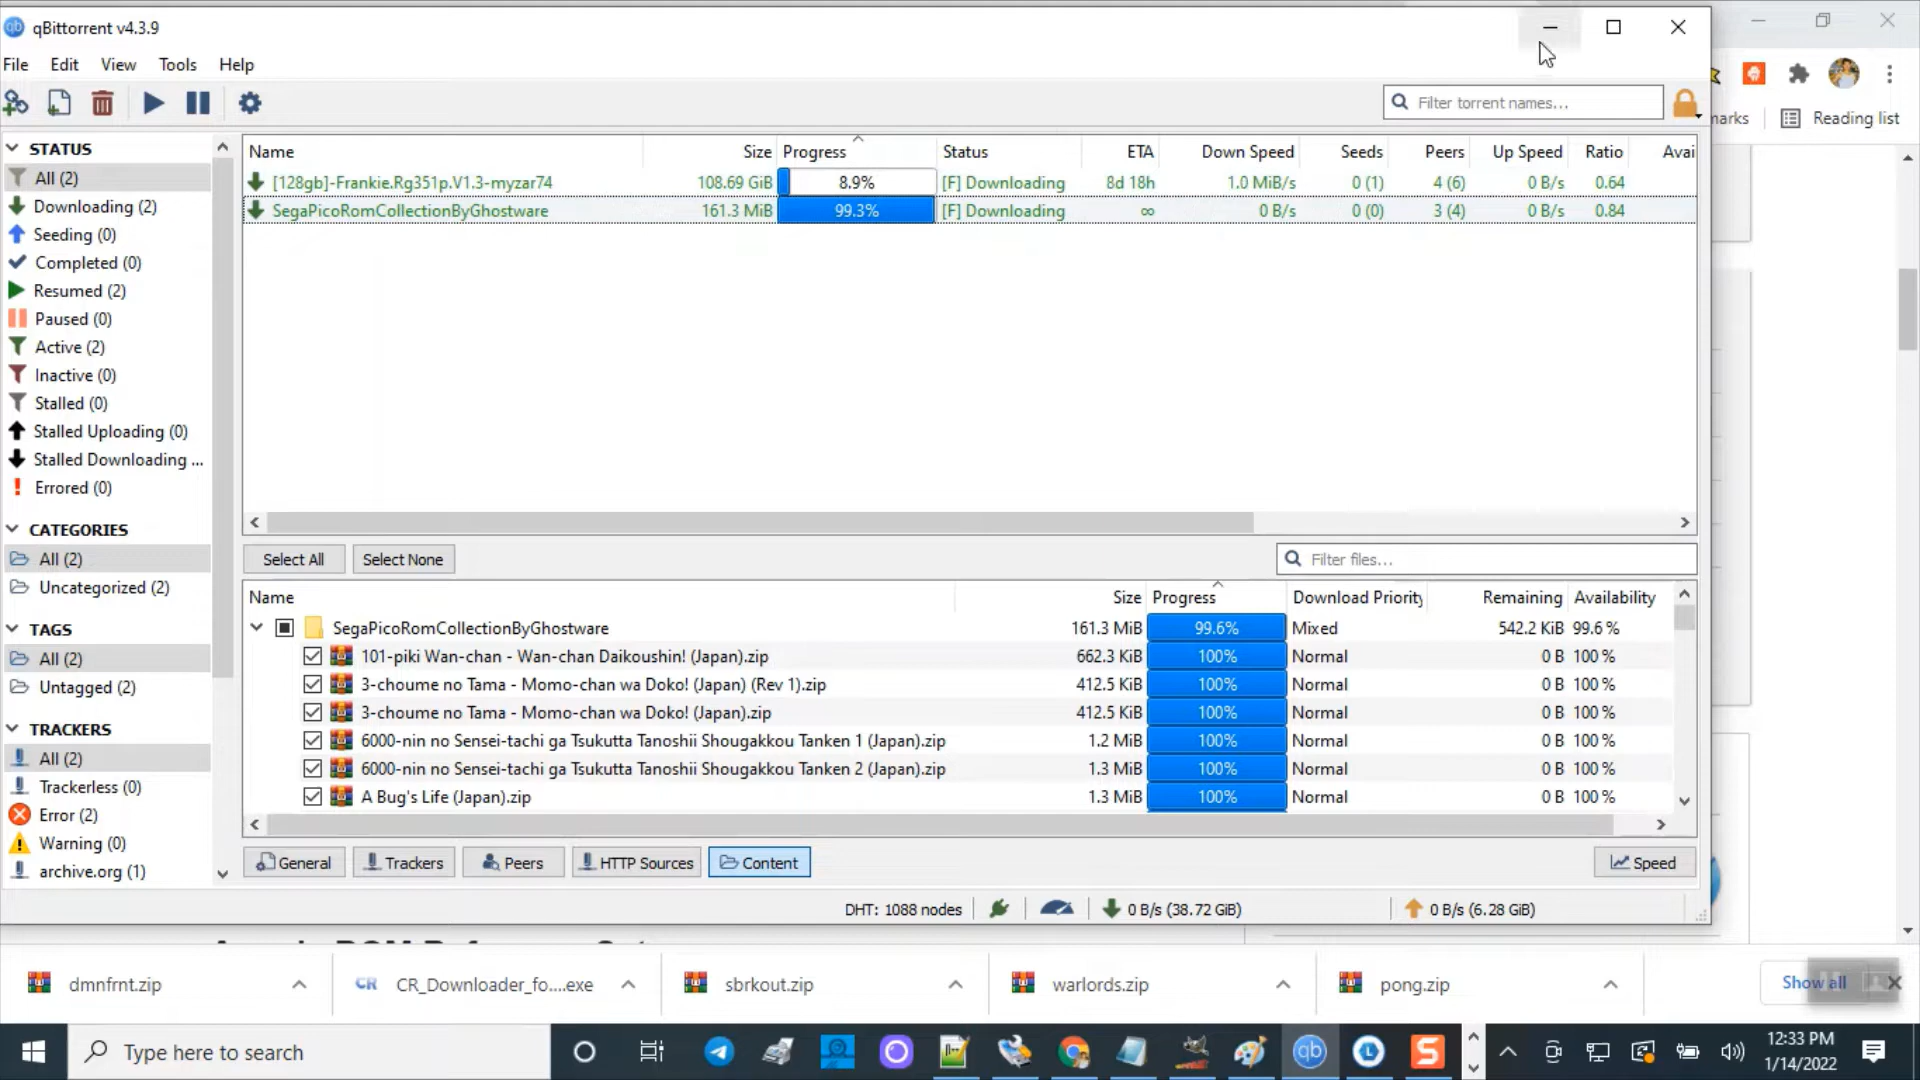 qBittorrent v4.3.9
File Edit View Tools Help
Filter torrent names...
marks Reading list
STATUS
All (2)
Downloading (2)
Seeding (0)
Completed (0)
Resumed (2)
Paused (0)
Active (2)
Inactive (0)
Stalled (0)
Stalled Uploading (0)
Stalled Downloading ...
Errored (0)
CATEGORIES
All (2)
Uncategorized (2)
TAGS
All (2)
Untagged (2)
TRACKERS
All (2)
Trackerless (0)
Error (2)
Warning (0)
archive.org (1)
Name Size Progress Status ETA Down Speed Seeds Peers Up Speed Ratio Avai
[128gb]-Frankie.Rg351p.V1.3-myzar74 108.69 GiB 8.9% [F] Downloading 8d 18h 1.0 MiB/s 0 (1) 4 (6) 0 B/s 0.64
SegaPicoRomCollectionByGhostware 161.3 MiB 99.3% [F] Downloading ∞ 0 B/s 0 (0) 3 (4) 0 B/s 0.84
Select All Select None Filter files...
Name Size Progress Download Priority Remaining Availability
SegaPicoRomCollectionByGhostware 161.3 MiB 99.6% Mixed 542.2 KiB 99.6 %
101-piki Wan-chan - Wan-chan Daikoushin! (Japan).zip 662.3 KiB 100% Normal 0 B 100 %
3-choume no Tama - Momo-chan wa Doko! (Japan) (Rev 1).zip 412.5 KiB 100% Normal 0 B 100 %
3-choume no Tama - Momo-chan wa Doko! (Japan).zip 412.5 KiB 100% Normal 0 B 100 %
6000-nin no Sensei-tachi ga Tsukutta Tanoshii Shougakkou Tanken 1 (Japan).zip 1.2 MiB 100% Normal 0 B 100 %
6000-nin no Sensei-tachi ga Tsukutta Tanoshii Shougakkou Tanken 2 (Japan).zip 1.3 MiB 100% Normal 0 B 100 %
A Bug's Life (Japan).zip 1.3 MiB 100% Normal 0 B 100 %
General Trackers Peers HTTP Sources Content Speed
DHT: 1088 nodes 0 B/s (38.72 GiB) 0 B/s (6.28 GiB)
dmnfrnt.zip CR CR_Downloader_fo....exe sbrkout.zip warlords.zip pong.zip Show all
Type here to search qb L S 12:33 PM
1/14/2022